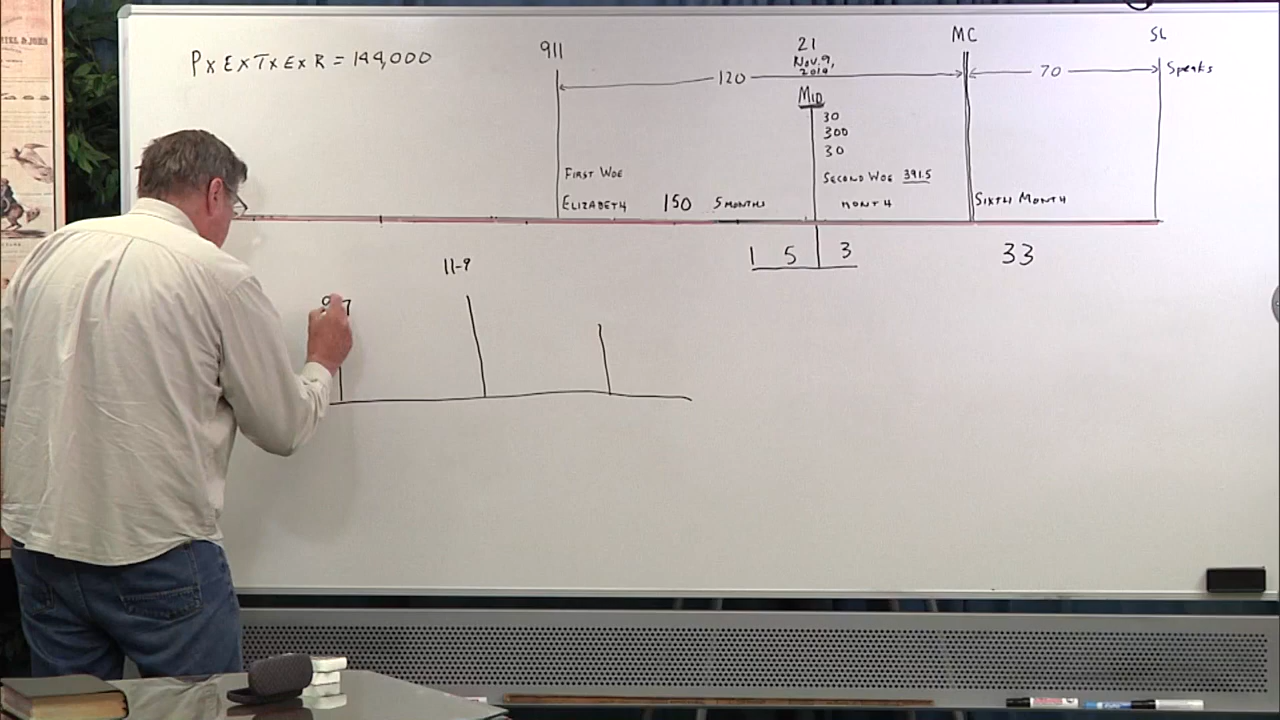 P x E x T x E x R = 144,000
911
21
Nov. 9,
2019
MC
SL
120
70
Speaks
MID
30
300
30
FIRST WOE
SECOND WOE 391.5
ELIZABETH 150 5 MONTHS
MONTH
SIXTH MONTH
1 5 3
33
11-9